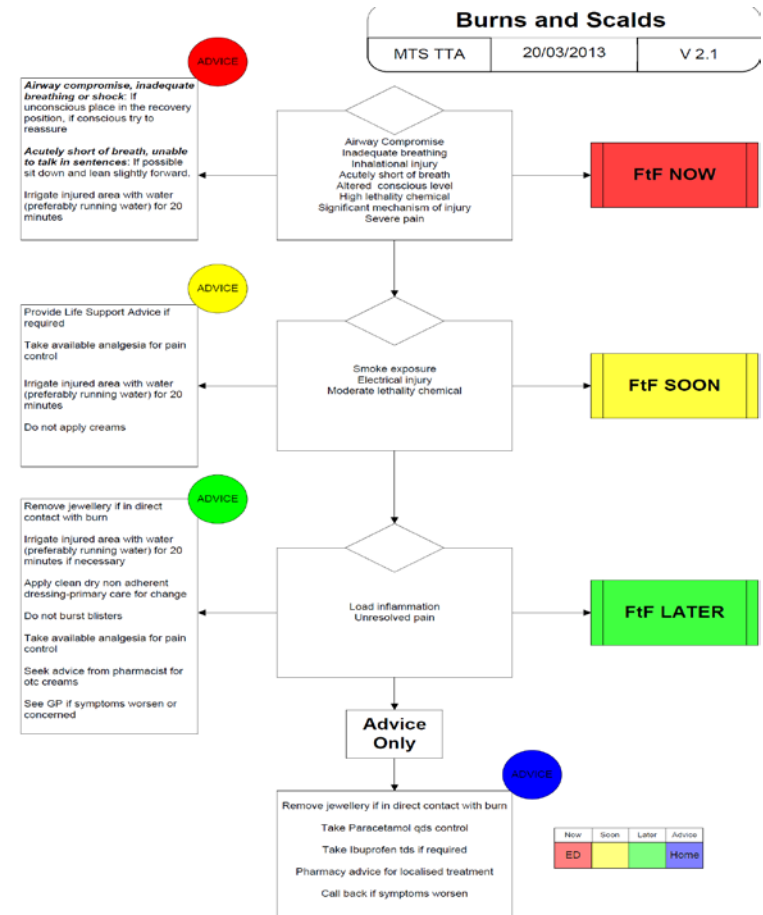 Burns and Scalds
MTS TTA
20/03/2013
V 2.1
ADVICE
Airway compromise, inadequate
breathing or shock: If
unconscious place in the recovery
position, if conscious try to
reassure
Acutely short of breath, unable
to talk in sentences: If possible
sit down and lean slightly forward.
Irrigate injured area with water
(preferably running water) for 20
minutes
Airway Compromise
Inadequate breathing
Inhalational injury
Acutely short of breath
Altered conscious level
High lethality chemical
Significant mechanism of injury
Severe pain
FtF NOW
ADVICE
Provide Life Support Advice if
required
Take available analgesia for pain
control
Irrigate injured area with water
(preferably running water) for 20
minutes
Do not apply creams
Smoke exposure
Electrical injury
Moderate lethality chemical
FtF SOON
ADVICE
Remove jewellery if in direct
contact with burn
Irrigate injured area with water
(preferably running water) for 20
minutes if necessary
Apply clean dry non adherent
dressing-primary care for change
Do not burst blisters
Take available analgesia for pain
control
Seek advice from pharmacist for
otc creams
See GP if symptoms worsen or
concerned
Load inflammation
Unresolved pain
FtF LATER
Advice
Only
ADVICE
Remove jewellery if in direct contact with burn
Take Paracetamol qds control
Take Ibuprofen tds if required
Pharmacy advice for localised treatment
Call back if symptoms worsen
Now Soon Later Advice
ED Home